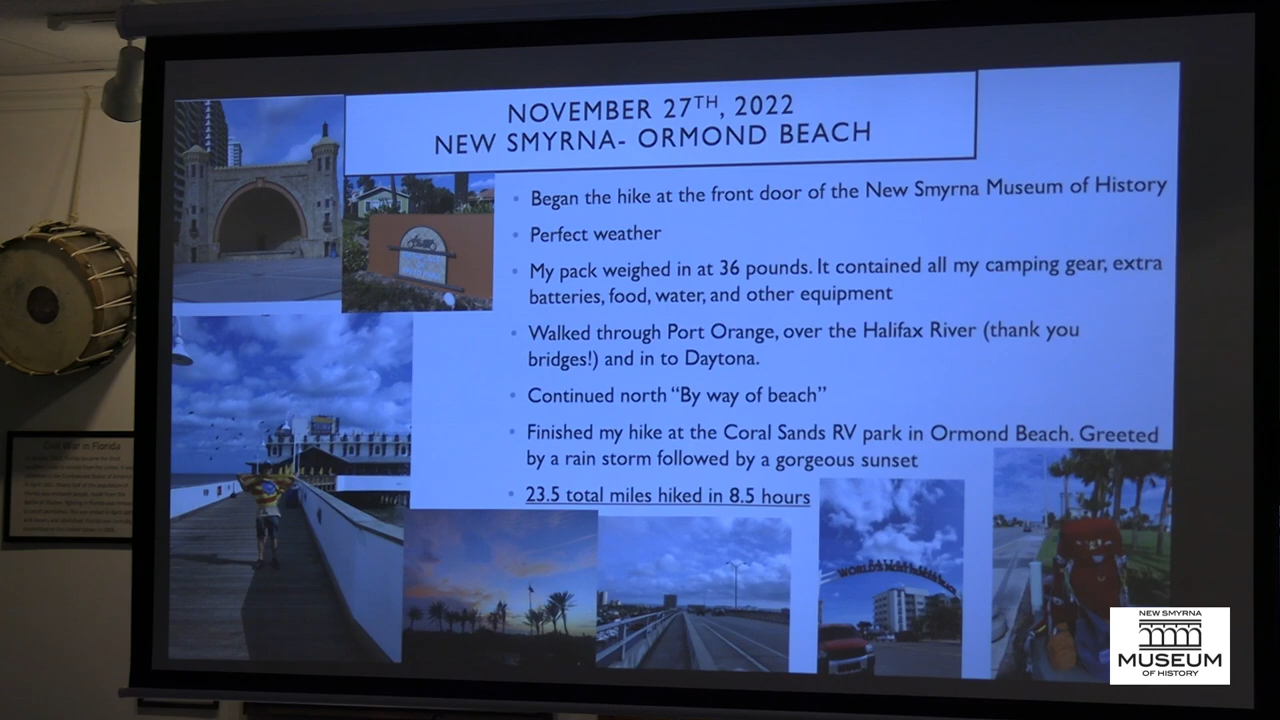 NOVEMBER 27TH, 2022
NEW SMYRNA- ORMOND BEACH
• Began the hike at the front door of the New Smyrna Museum of History
• Perfect weather
• My pack weighed in at 36 pounds. It contained all my camping gear, extra
batteries, food, water, and other equipment
• Walked through Port Orange, over the Halifax River (thank you
bridges!) and in to Daytona.
• Continued north “By way of beach”
• Finished my hike at the Coral Sands RV park in Ormond Beach. Greeted
by a rain storm followed by a gorgeous sunset
• 23.5 total miles hiked in 8.5 hours
WORLD'S MOST FAMOUS
Civil War in Florida
NEW SMYRNA
MUSEUM
OF HISTORY